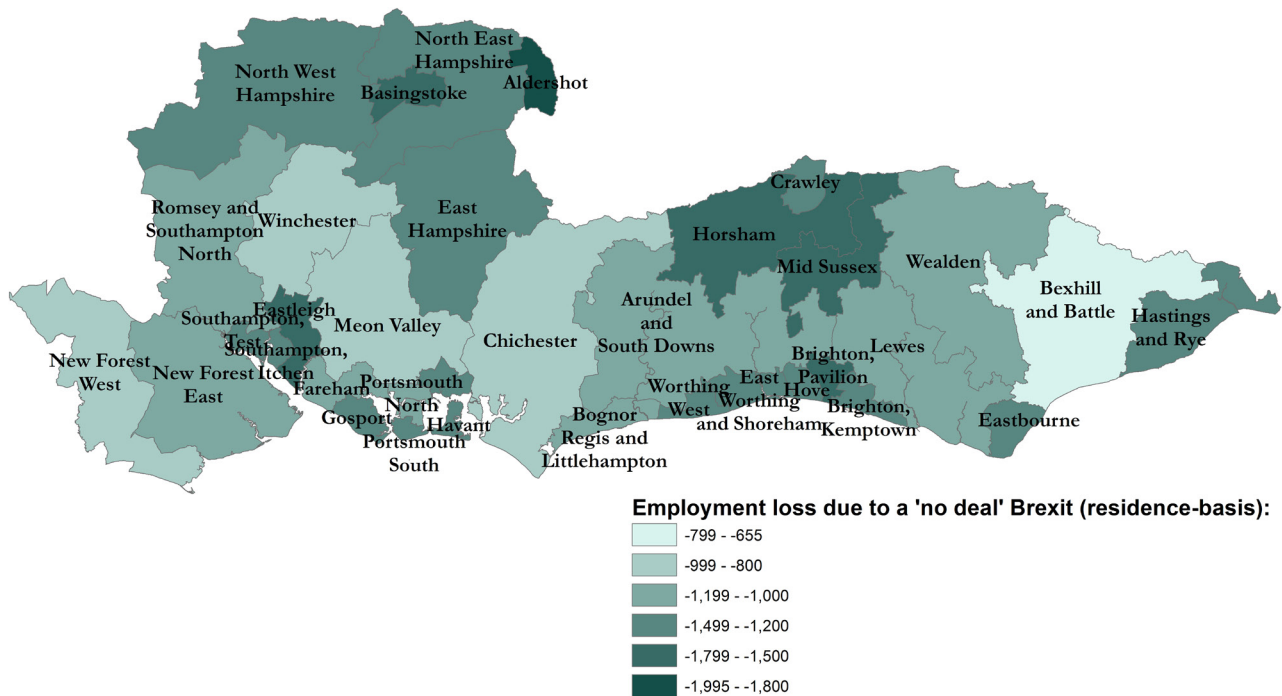 North East
Hampshire
North West
Hampshire
Basingstoke
Aldershot
Crawley
Romsey and
Southampton
North
Winchester
East
Hampshire
Horsham
Mid Sussex
Wealden
Bexhill
and Battle
Hastings
and Rye
Arundel
and
South Downs
Eastleigh
Southampton,
Test
Southampton,
Itchen
Meon Valley
Chichester
New Forest
West
New Forest
East
Fareham
Gosport
Portsmouth
North
Havant
Portsmouth
South
Bognor
Regis and
Littlehampton
Worthing
West
East
Worthing
and Shoreham
Hove
Brighton,
Pavilion
Lewes
Brighton,
Kemptown
Eastbourne
Employment loss due to a 'no deal' Brexit (residence-basis):
-799 - -655
-999 - -800
-1,199 - -1,000
-1,499 - -1,200
-1,799 - -1,500
-1,995 - -1,800